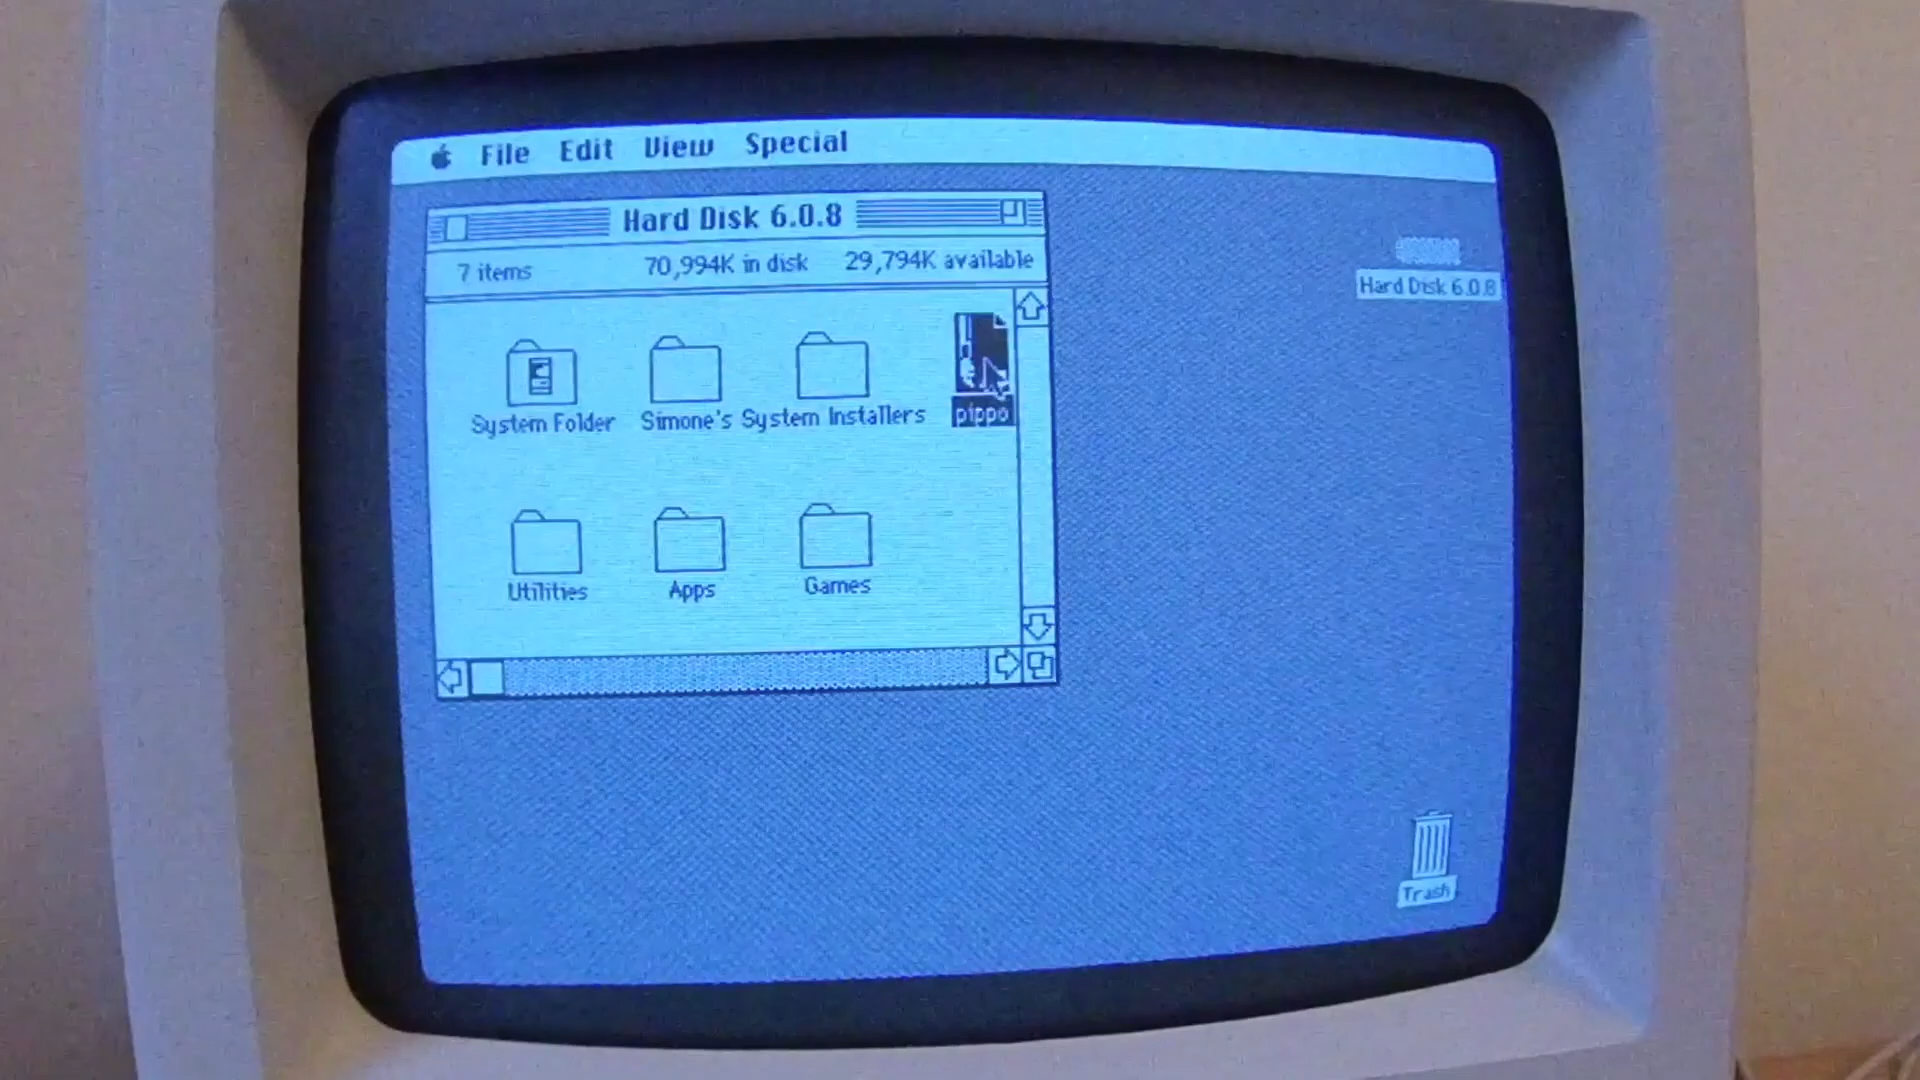 File Edit View Special
Hard Disk 6.0.8
7 items 70,994K in disk 29,794K available
Hard Disk 6.0.8
System Folder Simone's System Installers pippo
Utilities Apps Games
Trash